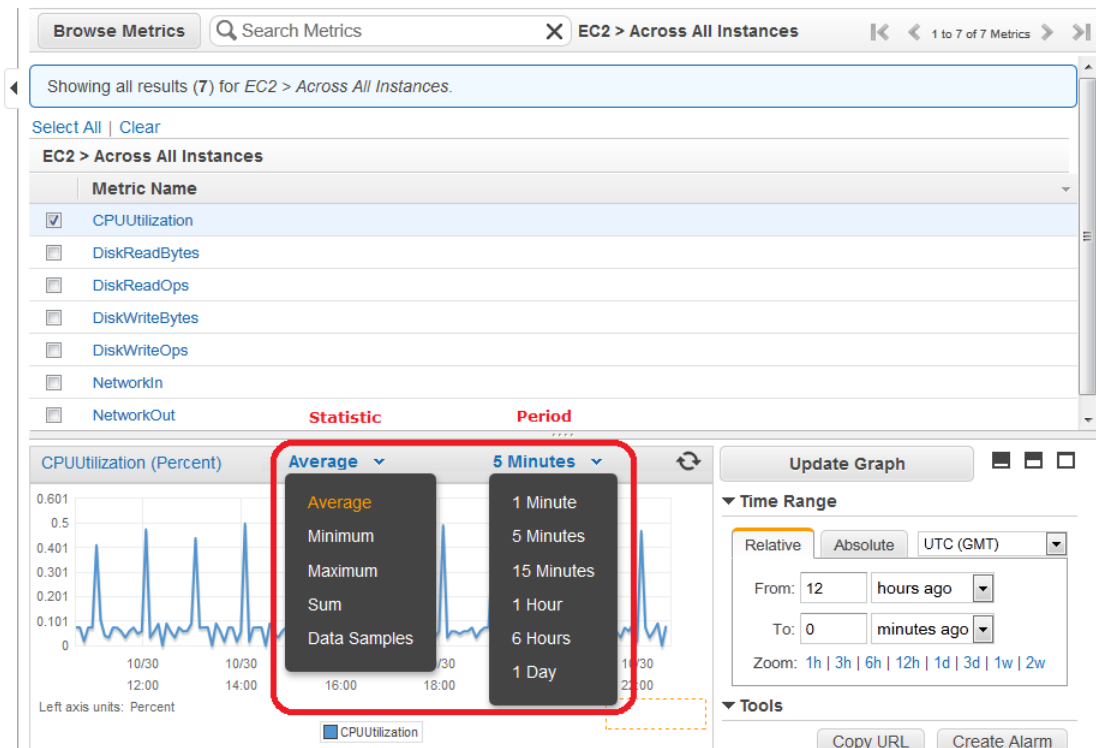 Browse Metrics
Search Metrics
EC2 > Across All Instances
1 to 7 of 7 Metrics
Showing all results (7) for EC2 > Across All Instances.
Select All | Clear
EC2 > Across All Instances
Metric Name
CPUUtilization
DiskReadBytes
DiskReadOps
DiskWriteBytes
DiskWriteOps
NetworkIn
NetworkOut
Statistic
Period
CPUUtilization (Percent)
Average
5 Minutes
Average
Minimum
Maximum
Sum
Data Samples
1 Minute
5 Minutes
15 Minutes
1 Hour
6 Hours
1 Day
0.601
0.5
0.401
0.301
0.201
0.101
0
10/30
12:00
10/30
14:00
16:00
/30
18:00
10/30
22:00
Left axis units: Percent
CPUUtilization
Update Graph
Time Range
Relative
Absolute
UTC (GMT)
From: 12 hours ago
To: 0 minutes ago
Zoom: 1h | 3h | 6h | 12h | 1d | 3d | 1w | 2w
Tools
Copy URL
Create Alarm